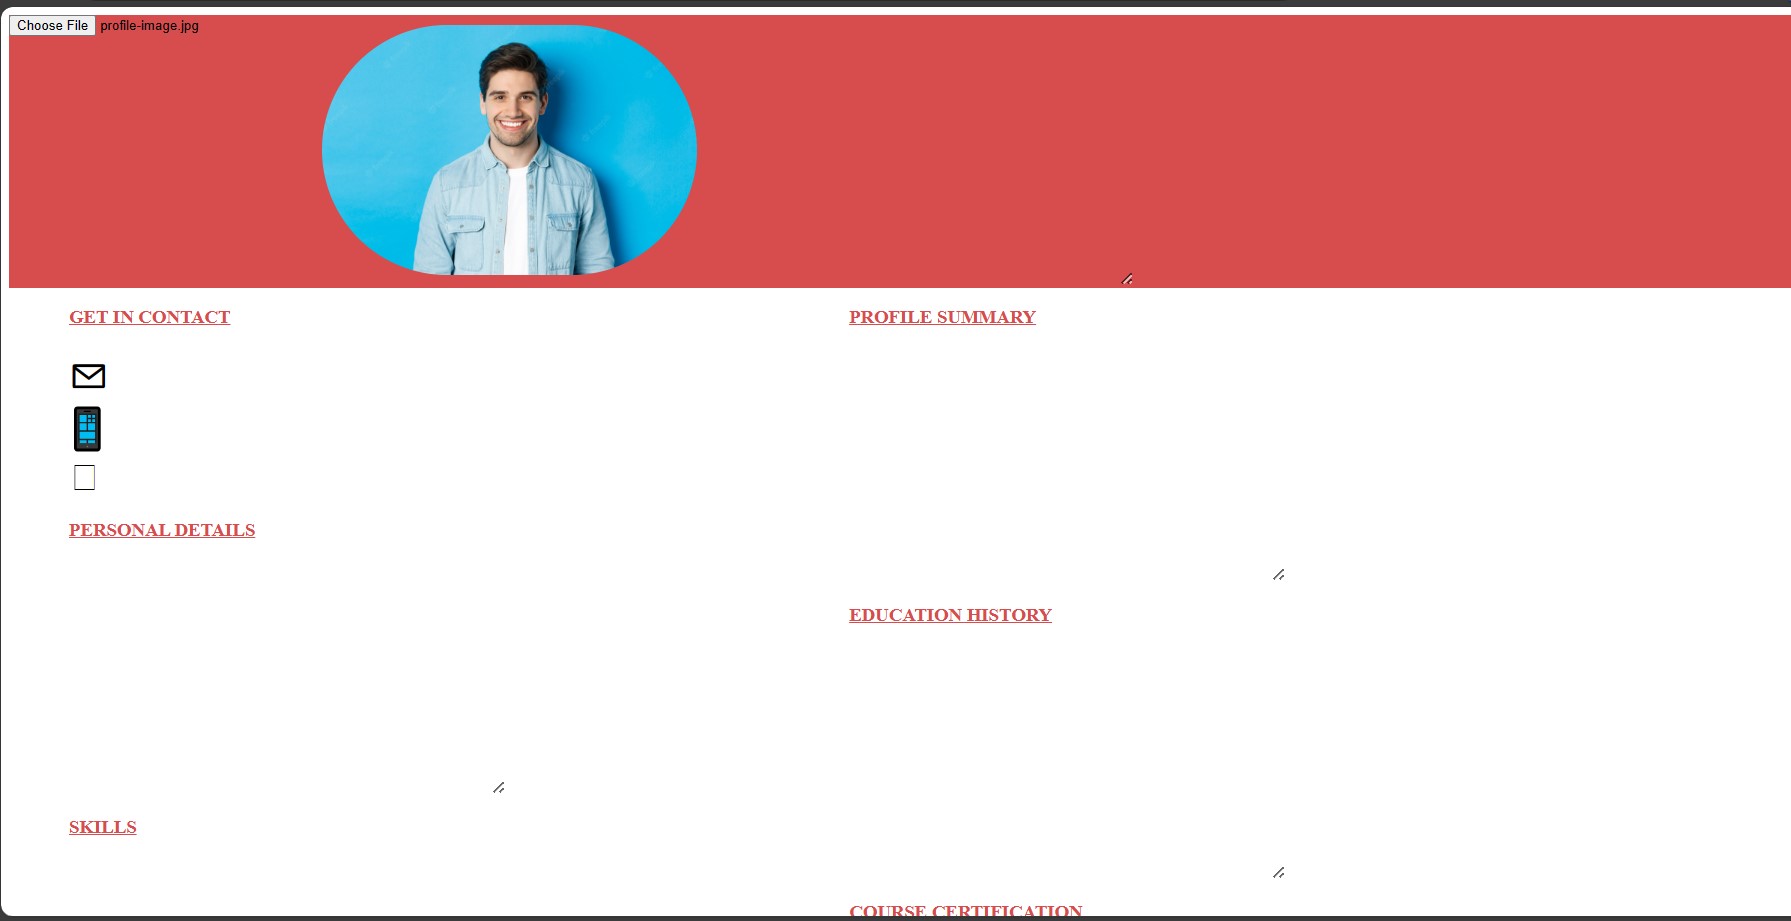 Choose File profile-image.jpg
GET IN CONTACT
PERSONAL DETAILS
SKILLS
PROFILE SUMMARY
EDUCATION HISTORY
COURSE CERTIFICATION